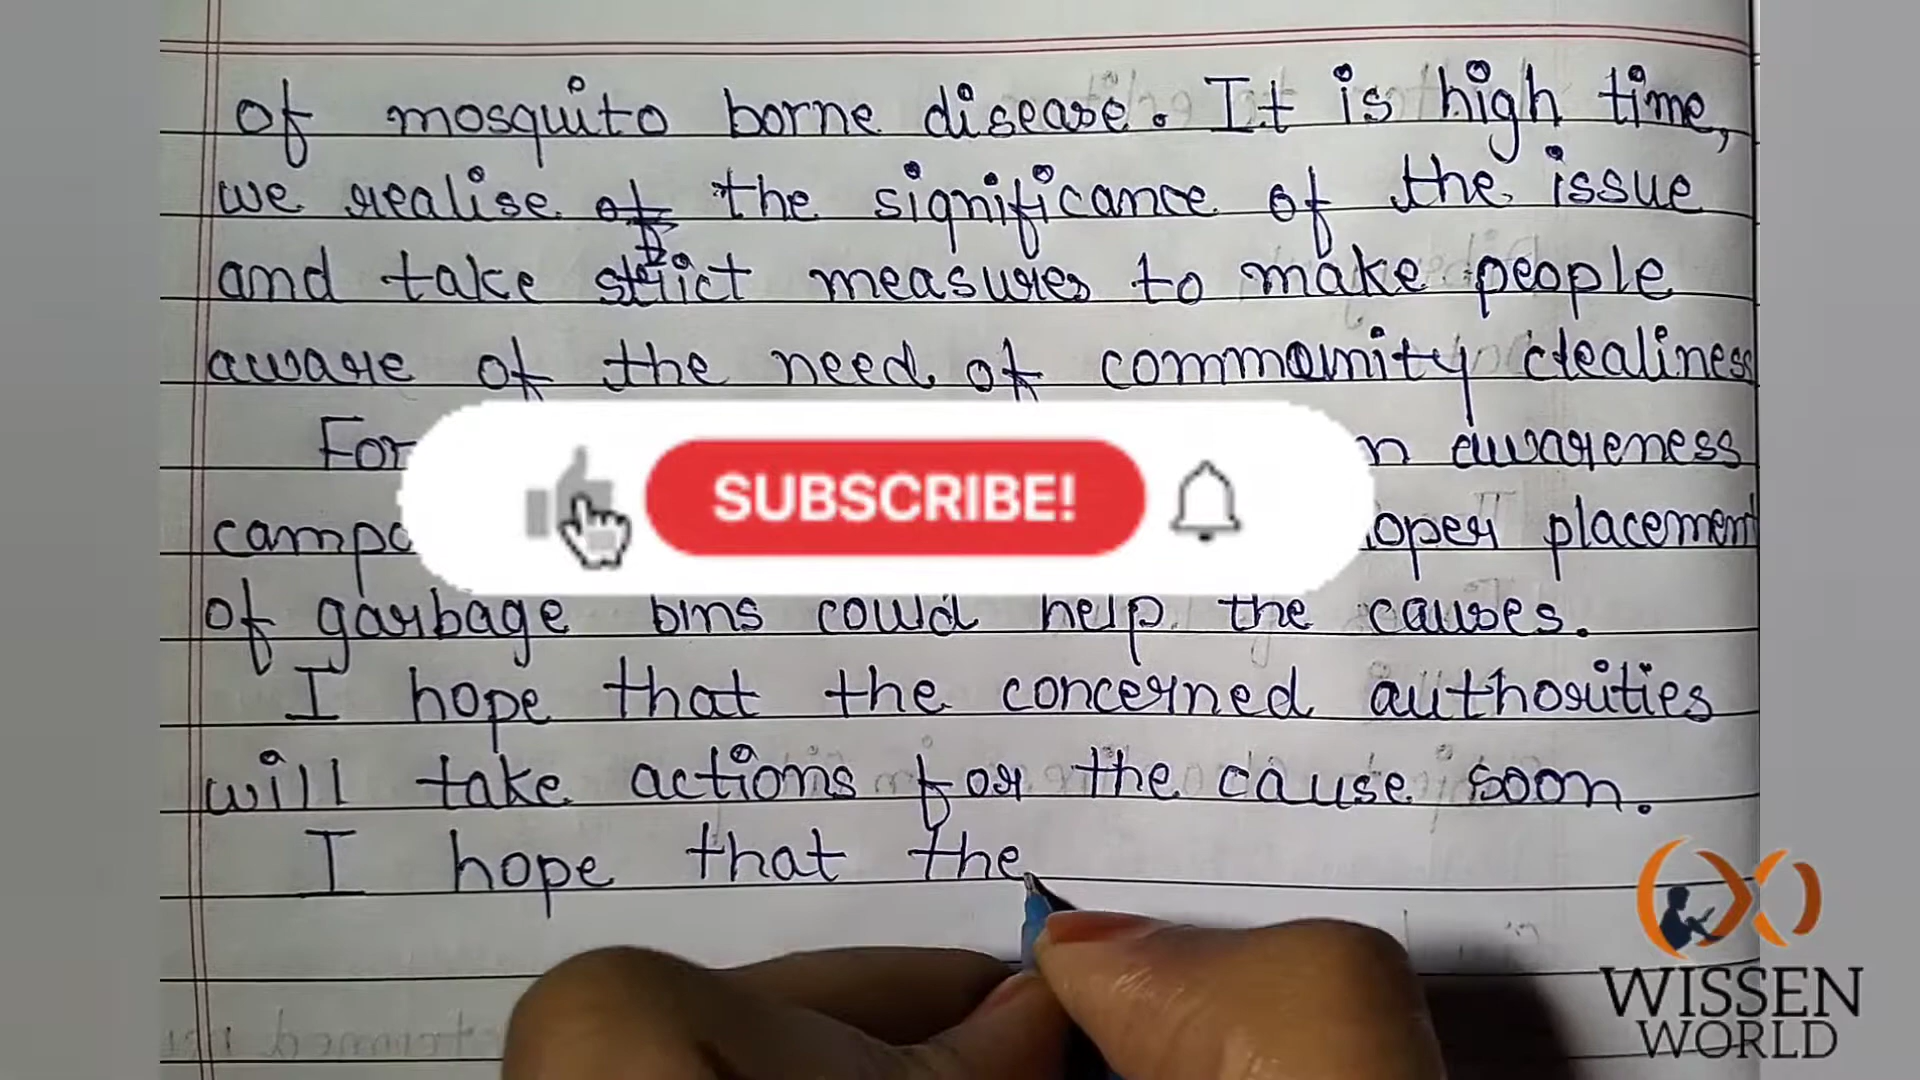 of mosquito borne disease. It is high time,
we realise of the significance of the issue
and take strict measures to make people
aware of the need of community clealiness
For n awareness
campa oper placement
of garbage bins could help the causes.
I hope that the concerned authorities
will take actions for the cause soon.
I hope that the
SUBSCRIBE!
WISSEN
WORLD